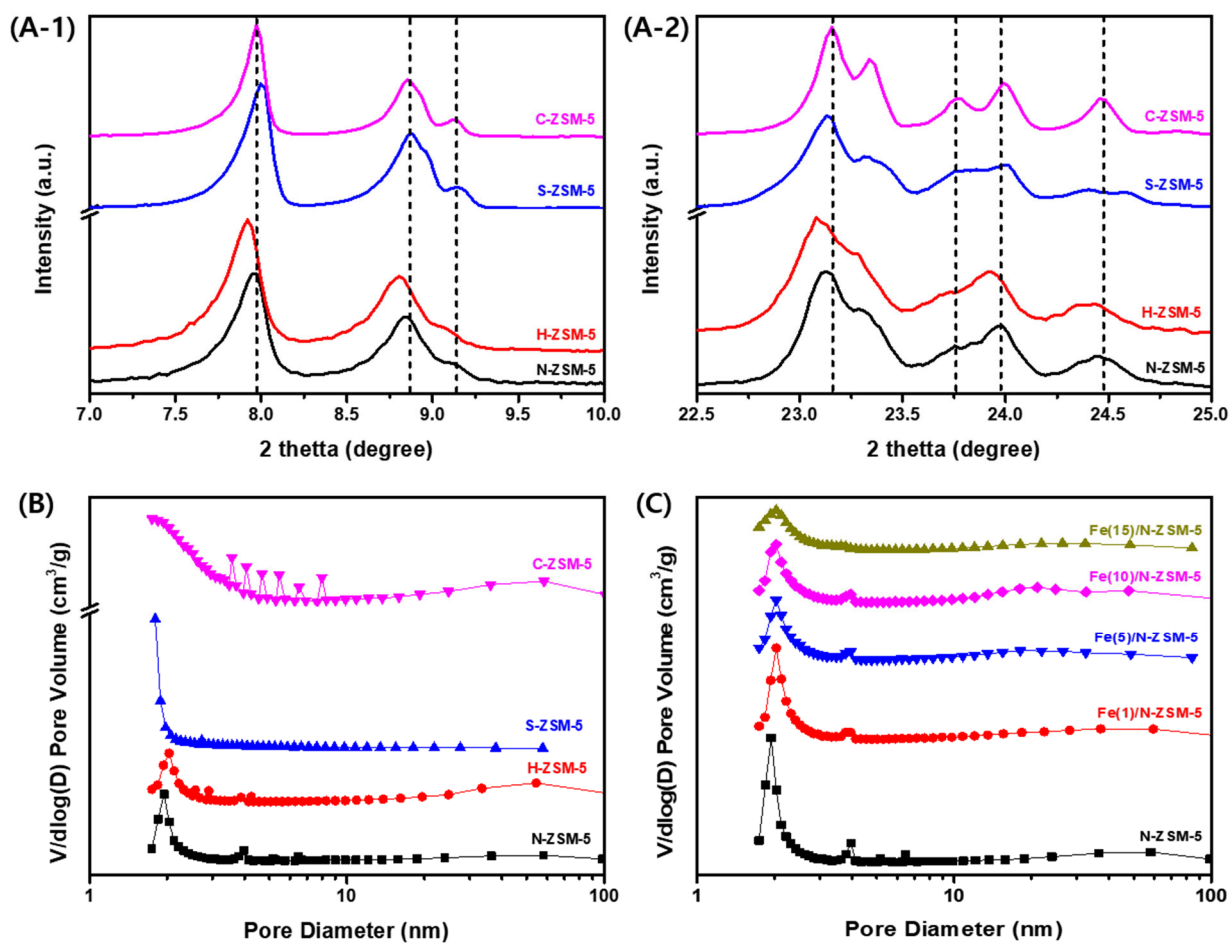 (A-1)
C-ZSM-5
S-ZSM-5
H-ZSM-5
N-ZSM-5
Intensity (a.u.)
7.0 7.5 8.0 8.5 9.0 9.5 10.0
2 thetta (degree)
(A-2)
C-ZSM-5
S-ZSM-5
H-ZSM-5
N-ZSM-5
Intensity (a.u.)
22.5 23.0 23.5 24.0 24.5 25.0
2 thetta (degree)
(B)
C-ZSM-5
S-ZSM-5
H-ZSM-5
N-ZSM-5
V/dlog(D) Pore Volume (cm³/g)
1 10 100
Pore Diameter (nm)
(C)
Fe(15)/N-ZSM-5
Fe(10)/N-ZSM-5
Fe(5)/N-ZSM-5
Fe(1)/N-ZSM-5
N-ZSM-5
V/dlog(D) Pore Volume (cm³/g)
1 10 100
Pore Diameter (nm)